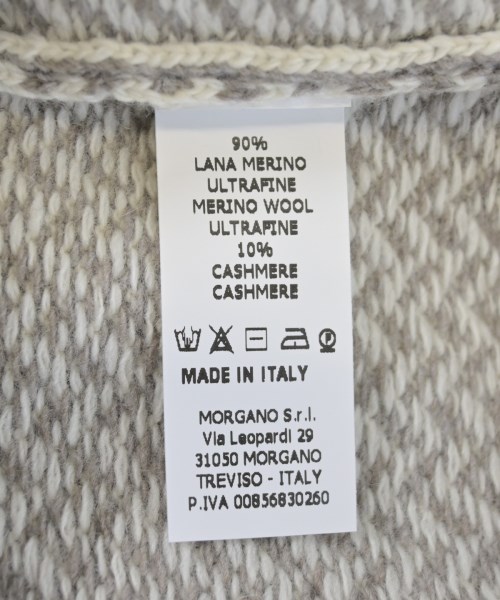 90%
LANA MERINO
ULTRAFINE
MERINO WOOL
ULTRAFINE
10%
CASHMERE
CASHMERE
MADE IN ITALY
MORGANO S.r.l.
Via Leopardi 29
31050 MORGANO
TREVISO - ITALY
P.IVA 00856830260